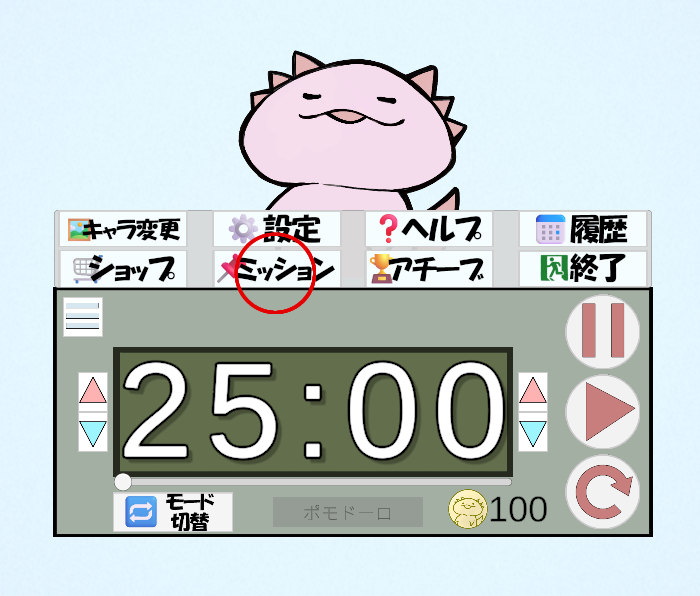 キャラ変更 設定 ヘルプ 履歴
ショップ ミッション アチーブ 終了
25:00
モード
切替
ポモドーロ
100